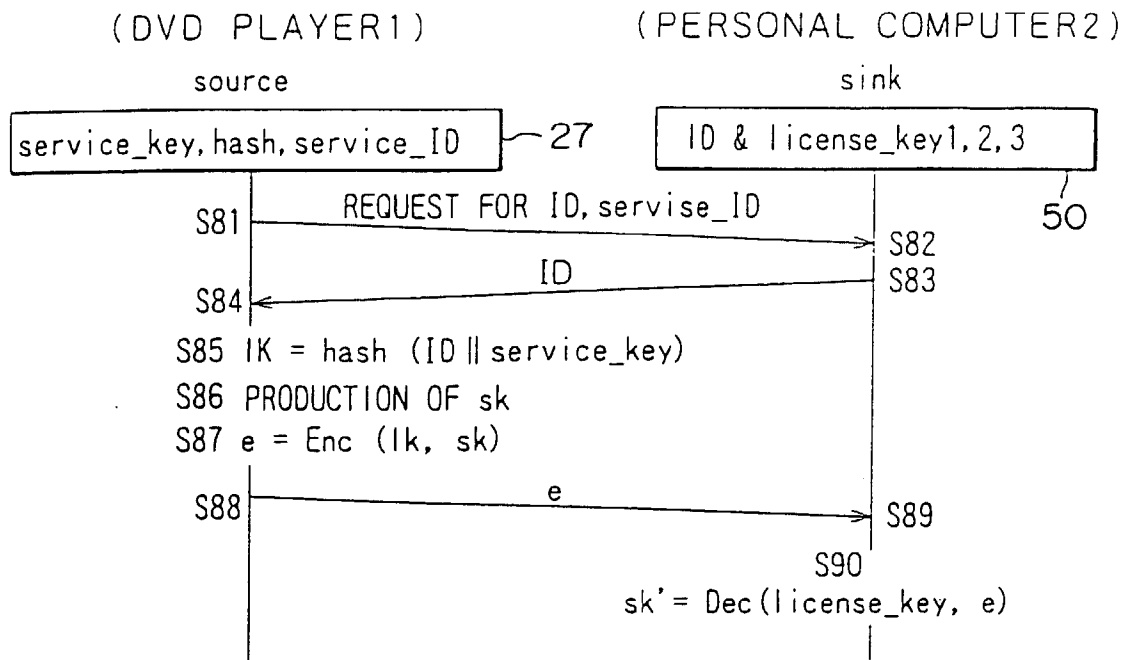 (DVD PLAYER1)
(PERSONAL COMPUTER2)
source
sink
service_key, hash, service_ID
27
ID & license_key1, 2, 3
50
S81
REQUEST FOR ID, servise_ID
S82
S84
ID
S83
S85 lK = hash (ID || service_key)
S86 PRODUCTION OF sk
S87 e = Enc (lk, sk)
S88
e
S89
S90
sk' = Dec(license_key, e)